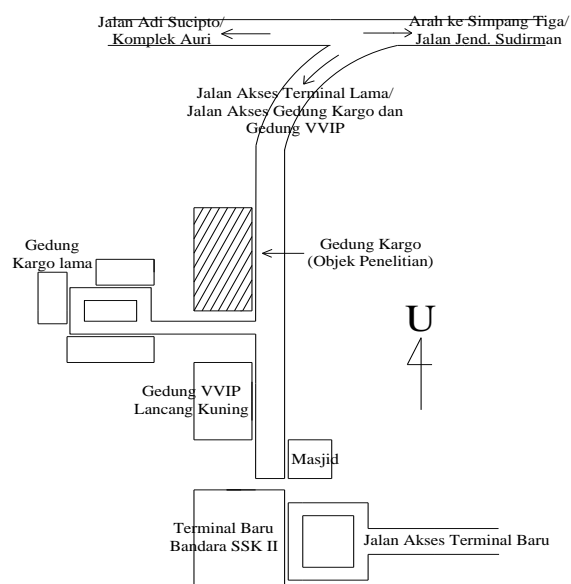 Jalan Adi Sucipto/
Komplek Auri
Arah ke Simpang Tiga/
Jalan Jend. Sudirman
Jalan Akses Terminal Lama/
Jalan Akses Gedung Kargo dan
Gedung VVIP
Gedung
Kargo lama
Gedung Kargo
(Objek Penelitian)
U
Gedung VVIP
Lancang Kuning
Masjid
Terminal Baru
Bandara SSK II
Jalan Akses Terminal Baru